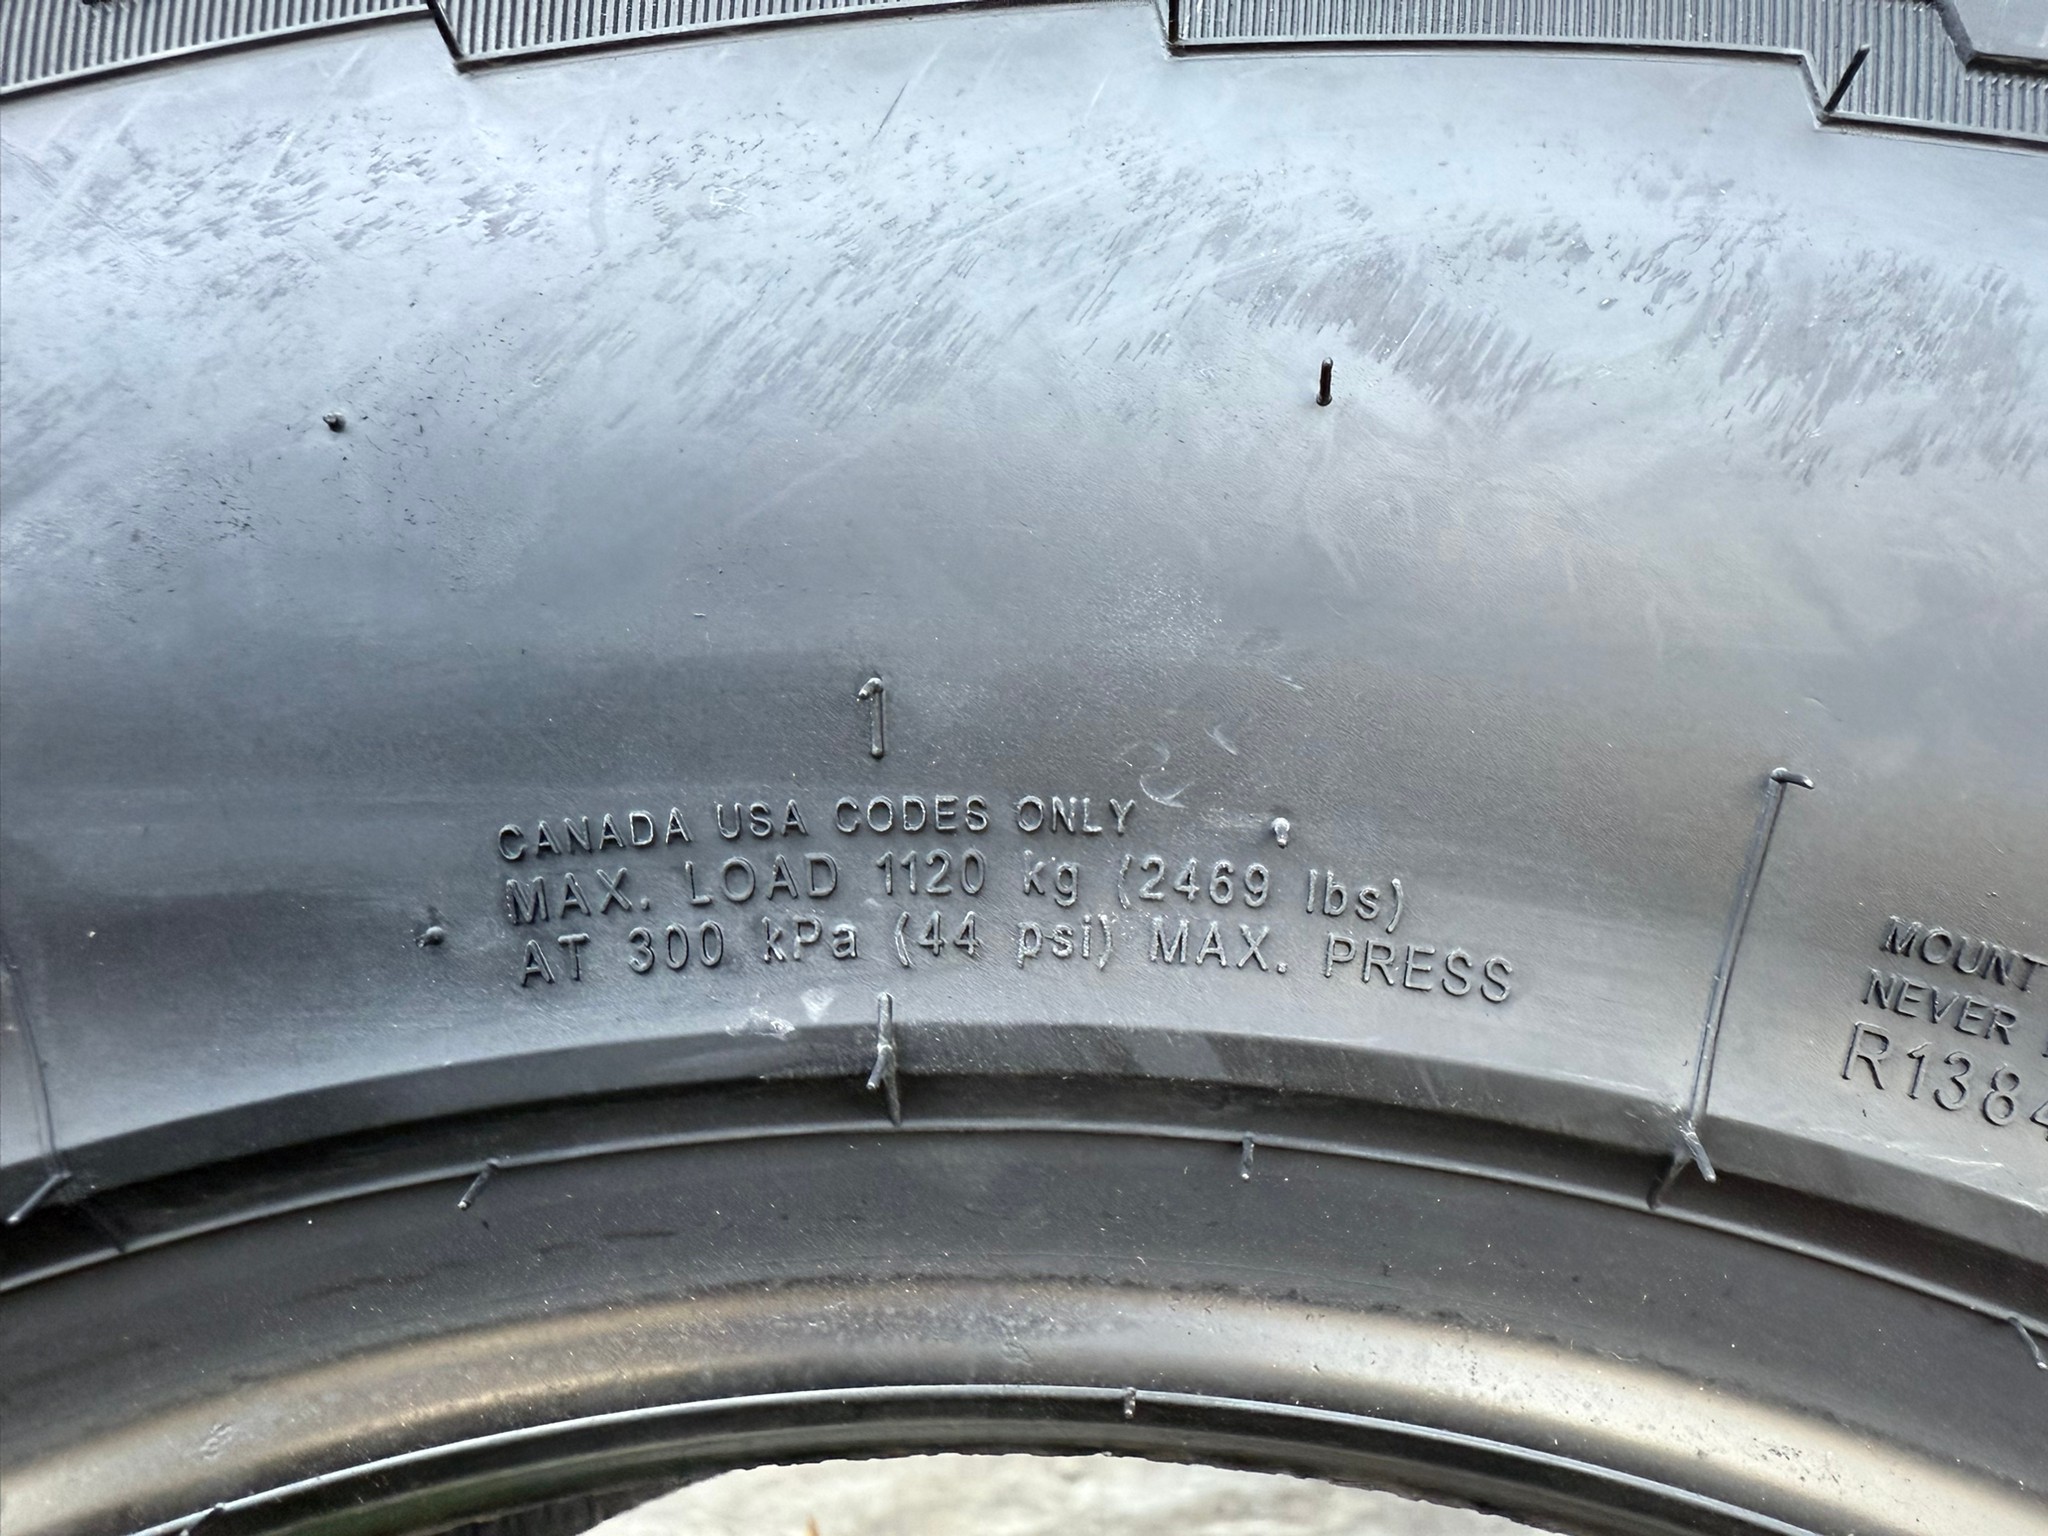 1
CANADA USA CODES ONLY
MAX. LOAD 1120 kg (2469 lbs)
AT 300 kPa (44 psi) MAX. PRESS
MOUNT
NEVER
R1384